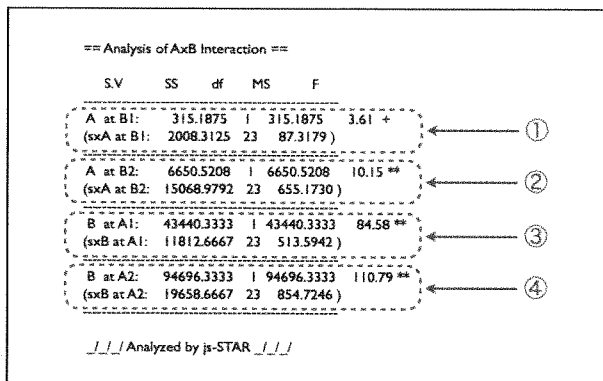 == Analysis of AxB Interaction ==
S.V SS df MS F
A at B1: 315.1875 1 315.1875 3.61 +
(sxA at B1: 2008.3125 23 87.3179 )
①
A at B2: 6650.5208 1 6650.5208 10.15 **
(sxA at B2: 15068.9792 23 655.1730 )
②
B at A1: 43440.3333 1 43440.3333 84.58 **
(sxB at A1: 11812.6667 23 513.5942 )
③
B at A2: 94696.3333 1 94696.3333 110.79 **
(sxB at A2: 19658.6667 23 854.7246 )
④
_/_/_/ Analyzed by js-STAR _/_/_/